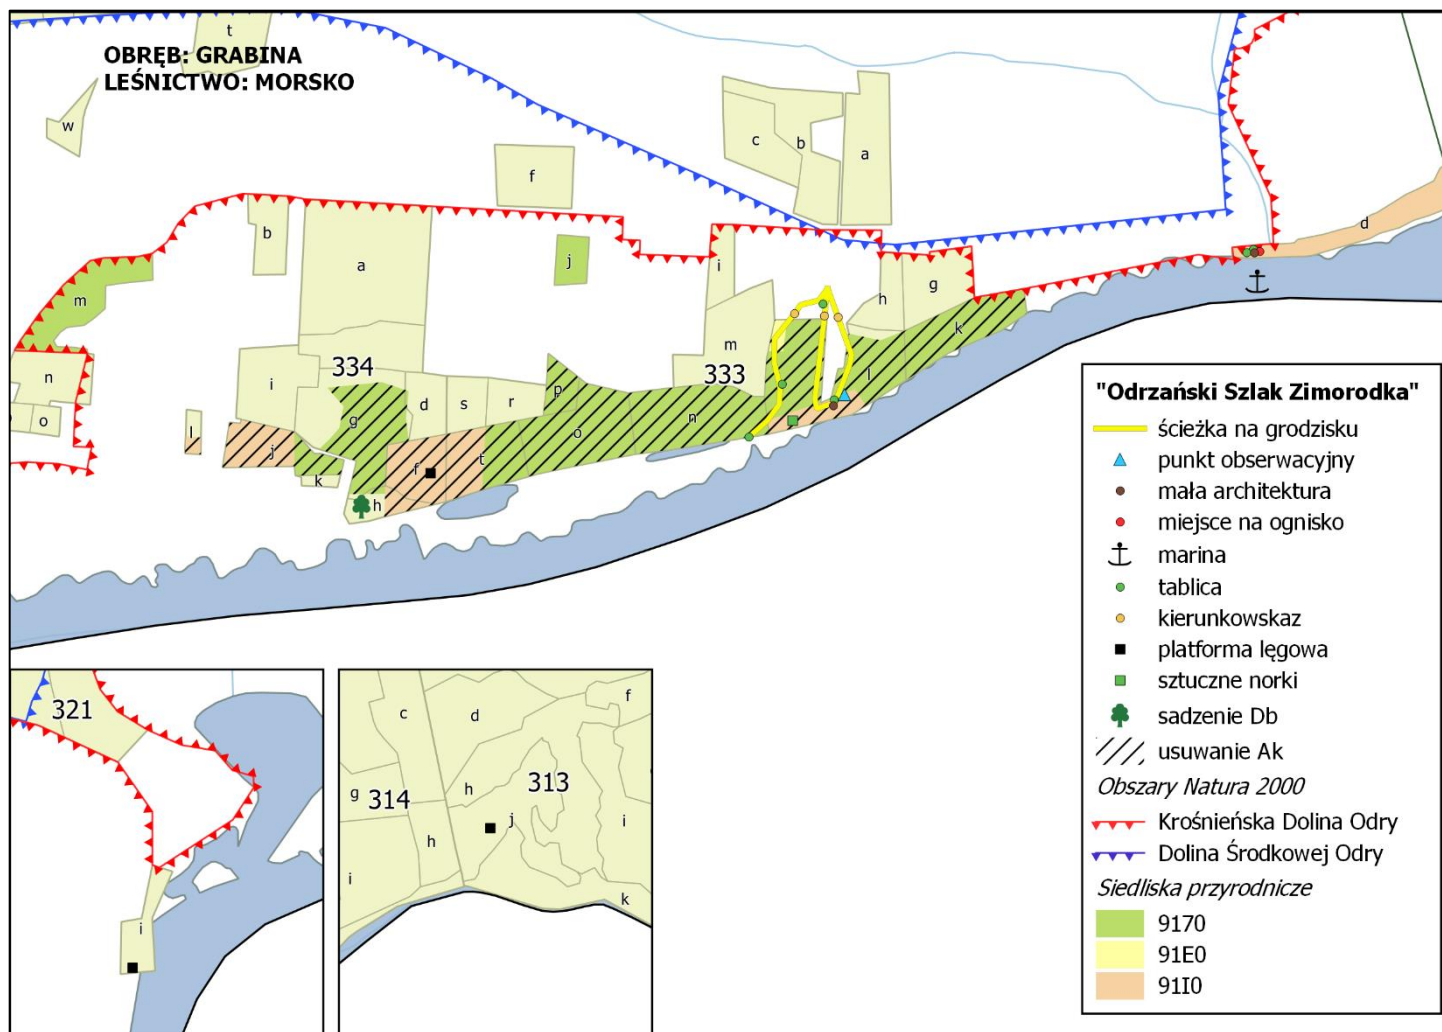 t
OBRĘB: GRABINA
LEŚNICTWO: MORSKO
w
c
b
a
f
d
b
a
j
i
h
g
m
k
m
334
333
n
i
l
p
d
s
r
o
g
o
n
l
j
f
t
k
h
"Odrzański Szlak Zimorodka"
ścieżka na grodzisku
punkt obserwacyjny
mała architektura
miejsce na ognisko
marina
tablica
kierunkowskaz
platforma lęgowa
sztuczne norki
sadzenie Db
usuwanie Ak
Obszary Natura 2000
Krośnieńska Dolina Odry
Dolina Środkowej Odry
Siedliska przyrodnicze
9170
91E0
91I0
321
i
f
c
d
313
g
314
h
j
i
h
i
k